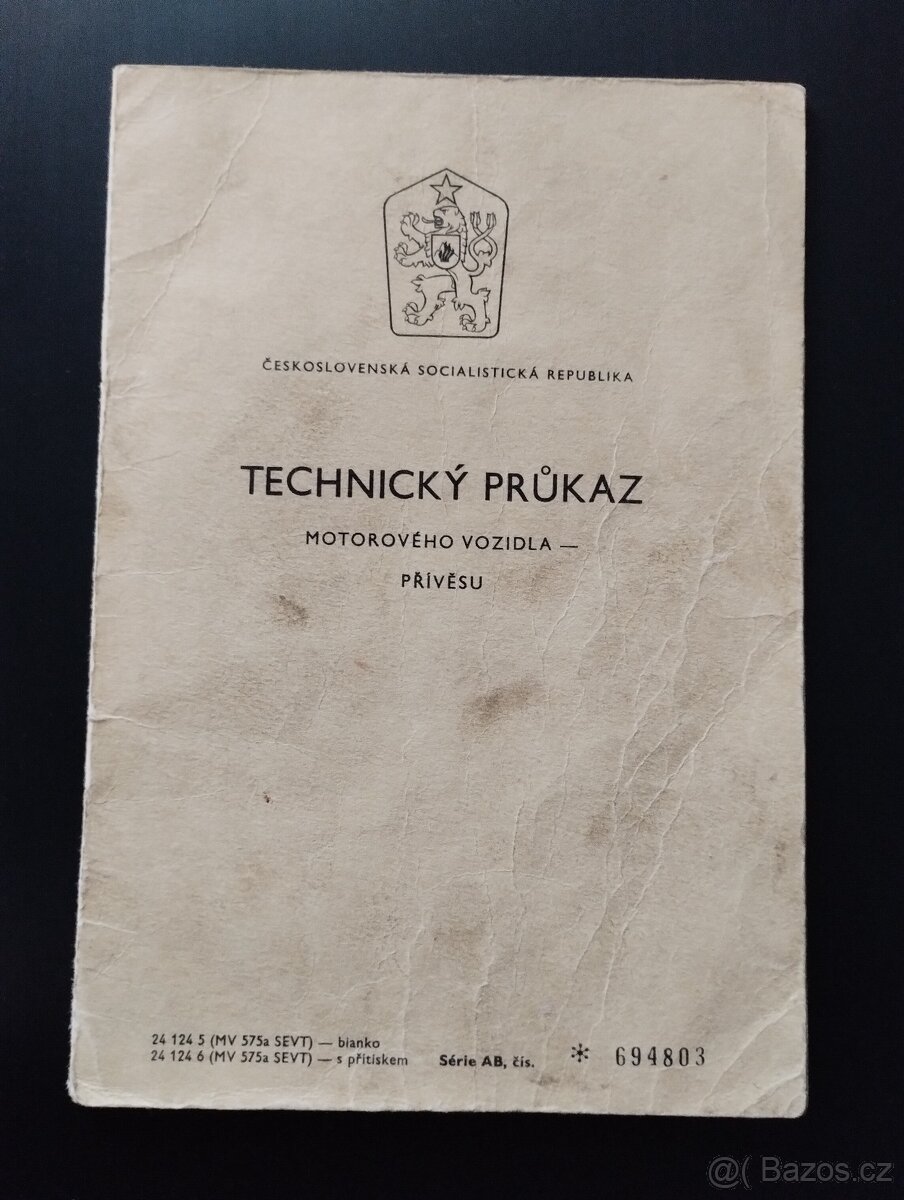 ČESKOSLOVENSKÁ SOCIALISTICKÁ REPUBLIKA
TECHNICKÝ PRŮKAZ
MOTOROVÉHO VOZIDLA —
PŘÍVĚSU
24 124 5 (MV 575a SEVT) — bianko
24 124 6 (MV 575a SEVT) — s přitiskem Série AB, čís. * 694803
@( Bazos.cz